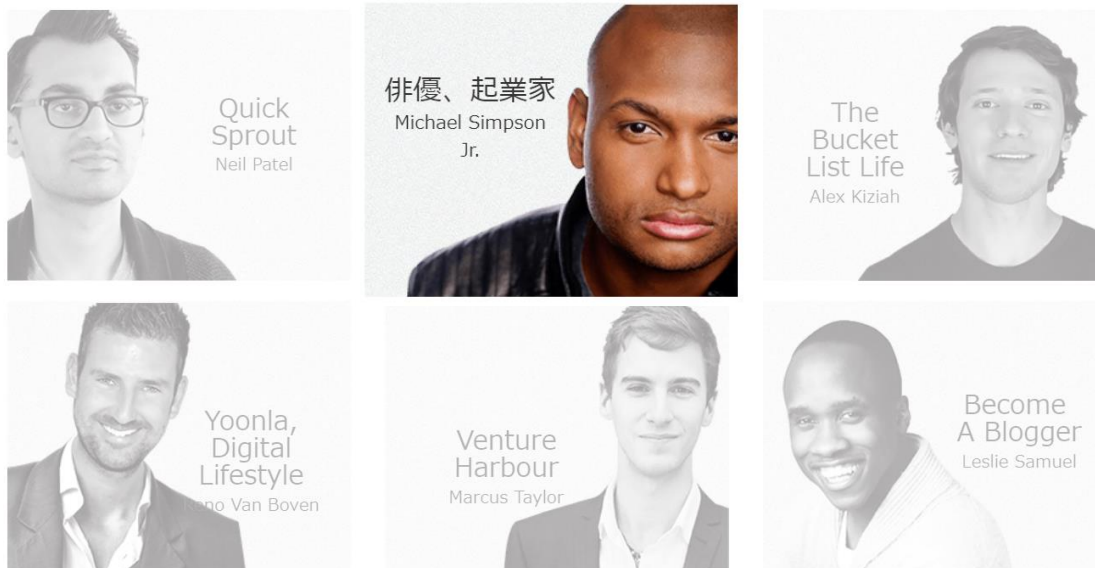 Quick
Sprout
Neil Patel
俳優、起業家
Michael Simpson
Jr.
The
Bucket
List Life
Alex Kiziah
Yoonla,
Digital
Lifestyle
Van Boven
Venture
Harbour
Marcus Taylor
Become
A Blogger
Leslie Samuel